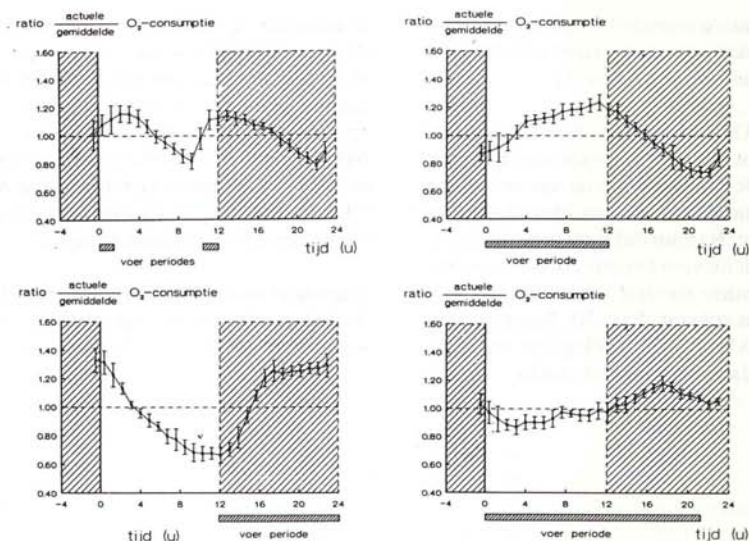 actuele
ratio gemiddelde O₂-consumptie
1.60
1.40
1.20
1.00
0.80
0.60
0.40
-4 0 4 8 12 16 20 24
tijd (u)
voer periodes
actuele
ratio gemiddelde O₂-consumptie
1.60
1.40
1.20
1.00
0.80
0.60
0.40
-4 0 4 8 12 16 20 24
tijd (u)
voer periode
actuele
ratio gemiddelde O₂-consumptie
1.60
1.40
1.20
1.00
0.80
0.60
0.40
-4 0 4 8 12 16 20 24
tijd (u) voer periode
actuele
ratio gemiddelde O₂-consumptie
1.60
1.40
1.20
1.00
0.80
0.60
0.40
-4 0 4 8 12 16 20 24
voer periode tijd (u)